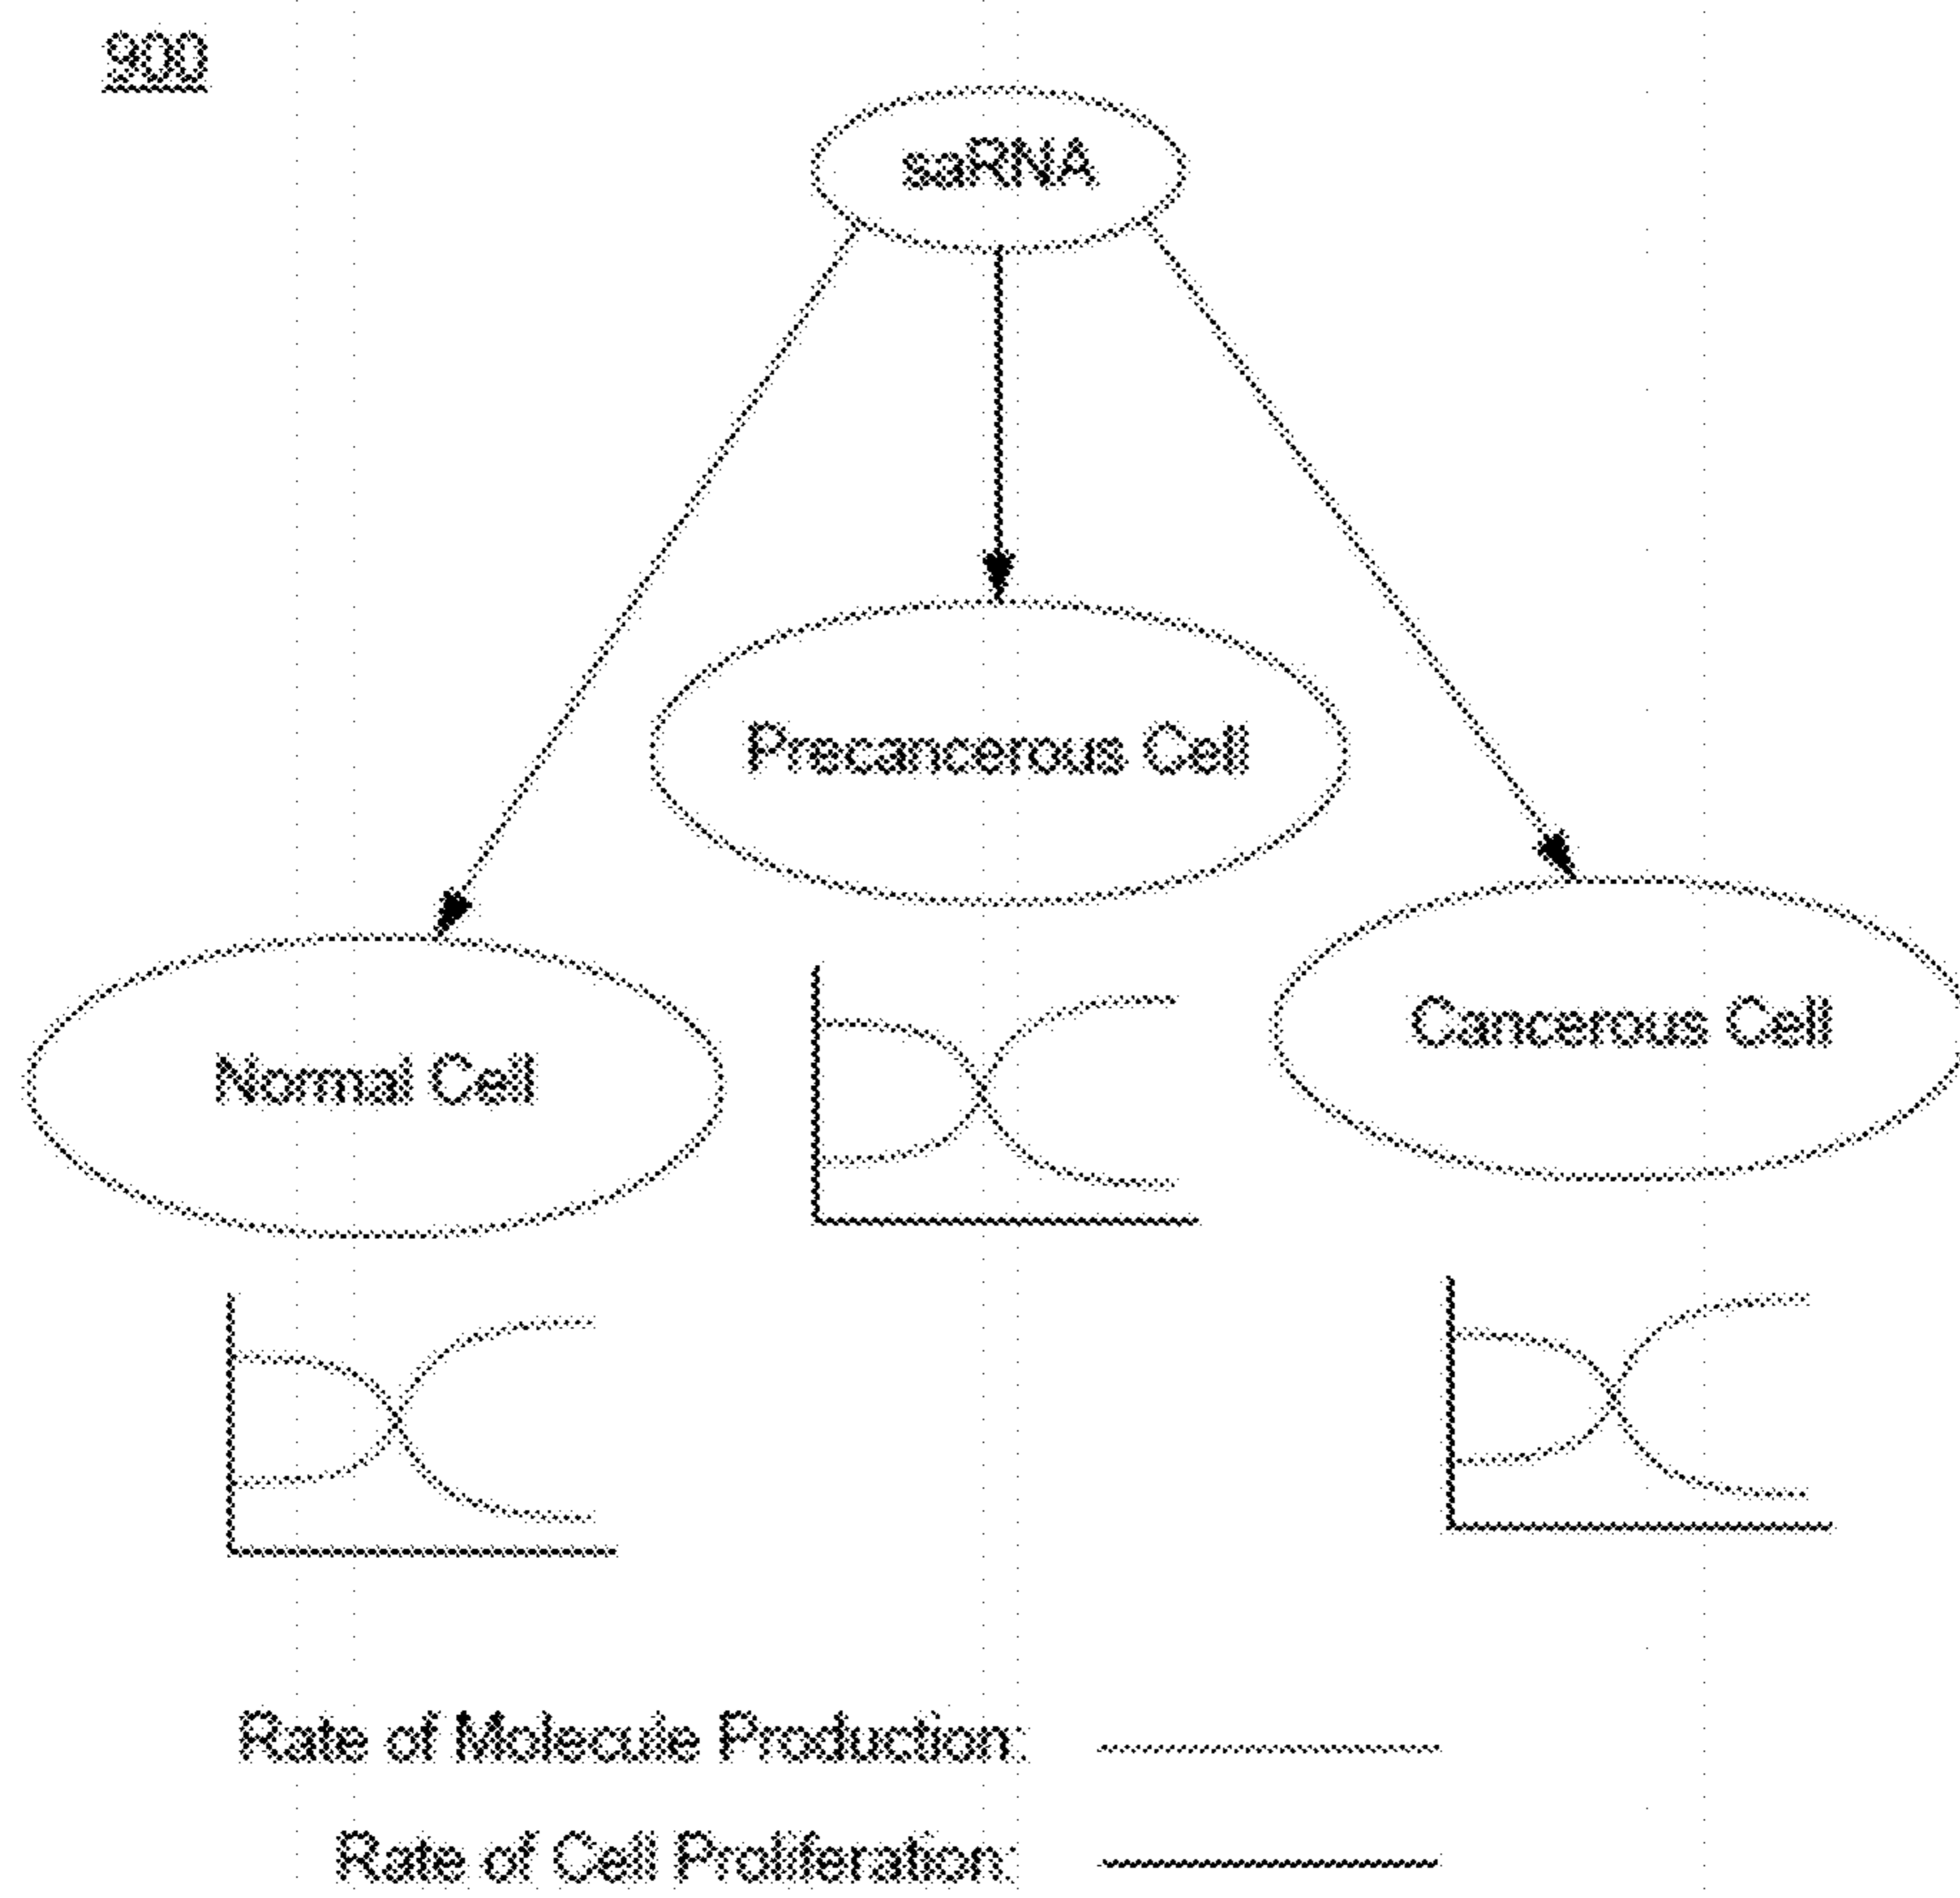 900
saRNA
Precancerous Cell
Cancerous Cell
Normal Cell
Rate of Molecule Production:
Rate of Cell Proliferation: